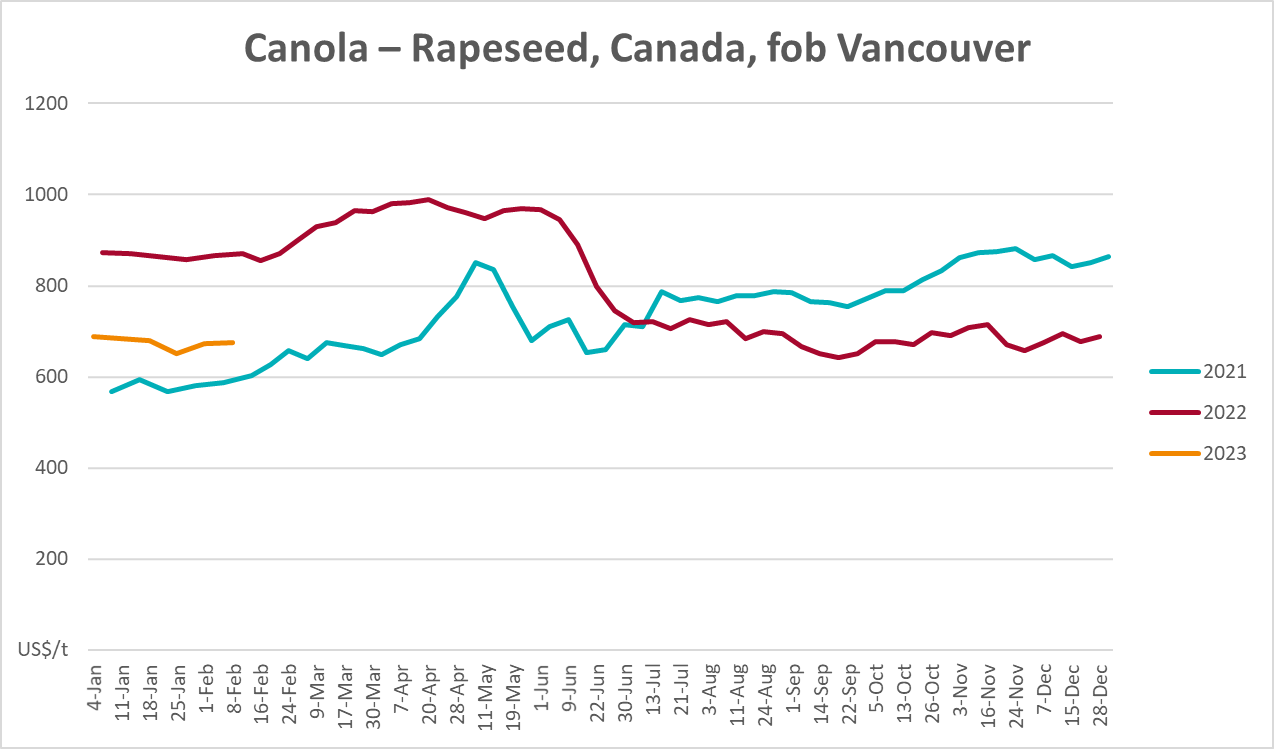 Canola – Rapeseed, Canada, fob Vancouver
1200
1000
800
600
400
200
US$/t
4-Jan
11-Jan
18-Jan
25-Jan
1-Feb
8-Feb
16-Feb
24-Feb
9-Mar
17-Mar
30-Mar
7-Apr
20-Apr
28-Apr
11-May
19-May
1-Jun
9-Jun
22-Jun
30-Jun
13-Jul
21-Jul
3-Aug
11-Aug
24-Aug
1-Sep
14-Sep
22-Sep
5-Oct
13-Oct
26-Oct
3-Nov
16-Nov
24-Nov
7-Dec
15-Dec
28-Dec
2021
2022
2023